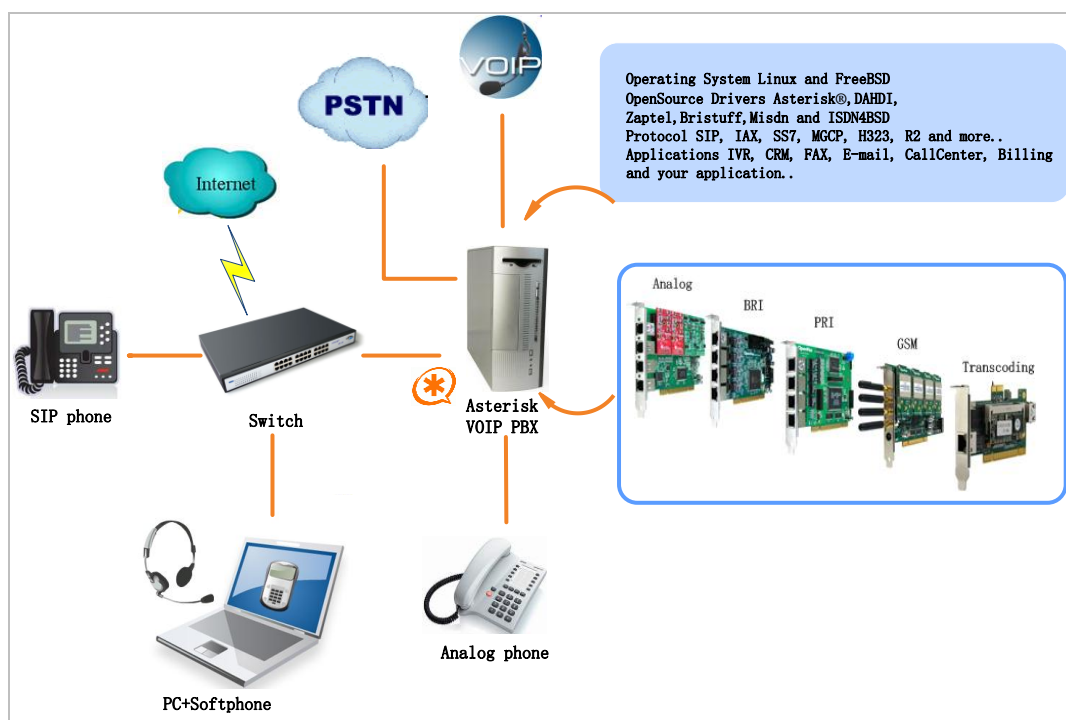 VOIP
PSTN
Internet
Operating System Linux and FreeBSD
OpenSource Drivers Asterisk®,DAHDI,
Zaptel,Bristuff,Misdn and ISDN4BSD
Protocol SIP, IAX, SS7, MGCP, H323, R2 and more..
Applications IVR, CRM, FAX, E-mail, CallCenter, Billing
and your application..
Analog
BRI
PRI
GSM
Transcoding
SIP phone
Switch
Asterisk
VOIP PBX
PC+Softphone
Analog phone